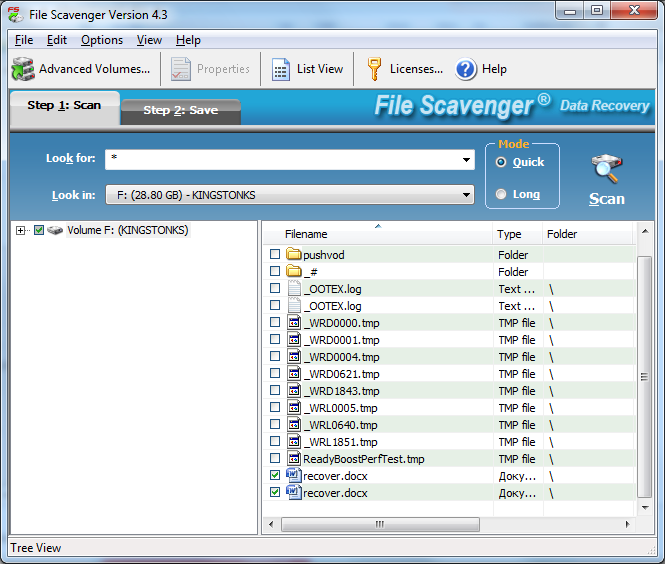 File Scavenger Version 4.3
File Edit Options View Help
Advanced Volumes... Properties List View Licenses... Help
Step 1: Scan Step 2: Save File Scavenger ® Data Recovery
Look for: *
Look in: F: (28.80 GB) - KINGSTONKS
Mode
Quick
Long
Scan
Volume F: (KINGSTONKS)
Filename Type Folder
pushvod Folder
_# Folder
_OOTEX.log Text ... \
_OOTEX.log Text ... \
_WRD0000.tmp TMP file \
_WRD0001.tmp TMP file \
_WRD0004.tmp TMP file \
_WRD0621.tmp TMP file \
_WRD1843.tmp TMP file \
_WRL0005.tmp TMP file \
_WRL0640.tmp TMP file \
_WRL1851.tmp TMP file \
ReadyBoostPerfTest.tmp TMP file \
recover.docx Доку... \
recover.docx Доку... \
Tree View